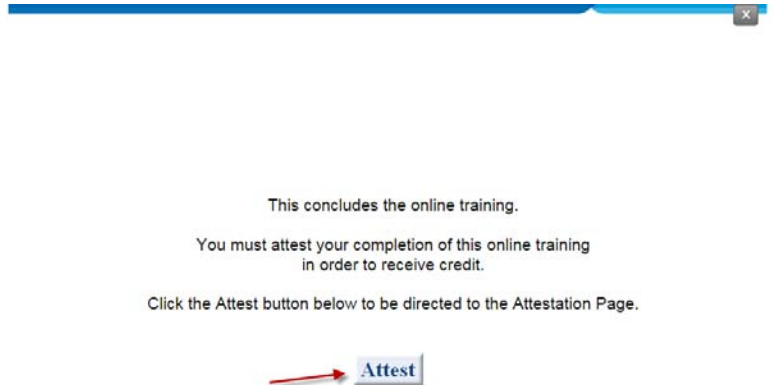 x
This concludes the online training.
You must attest your completion of this online training
in order to receive credit.
Click the Attest button below to be directed to the Attestation Page.
Attest